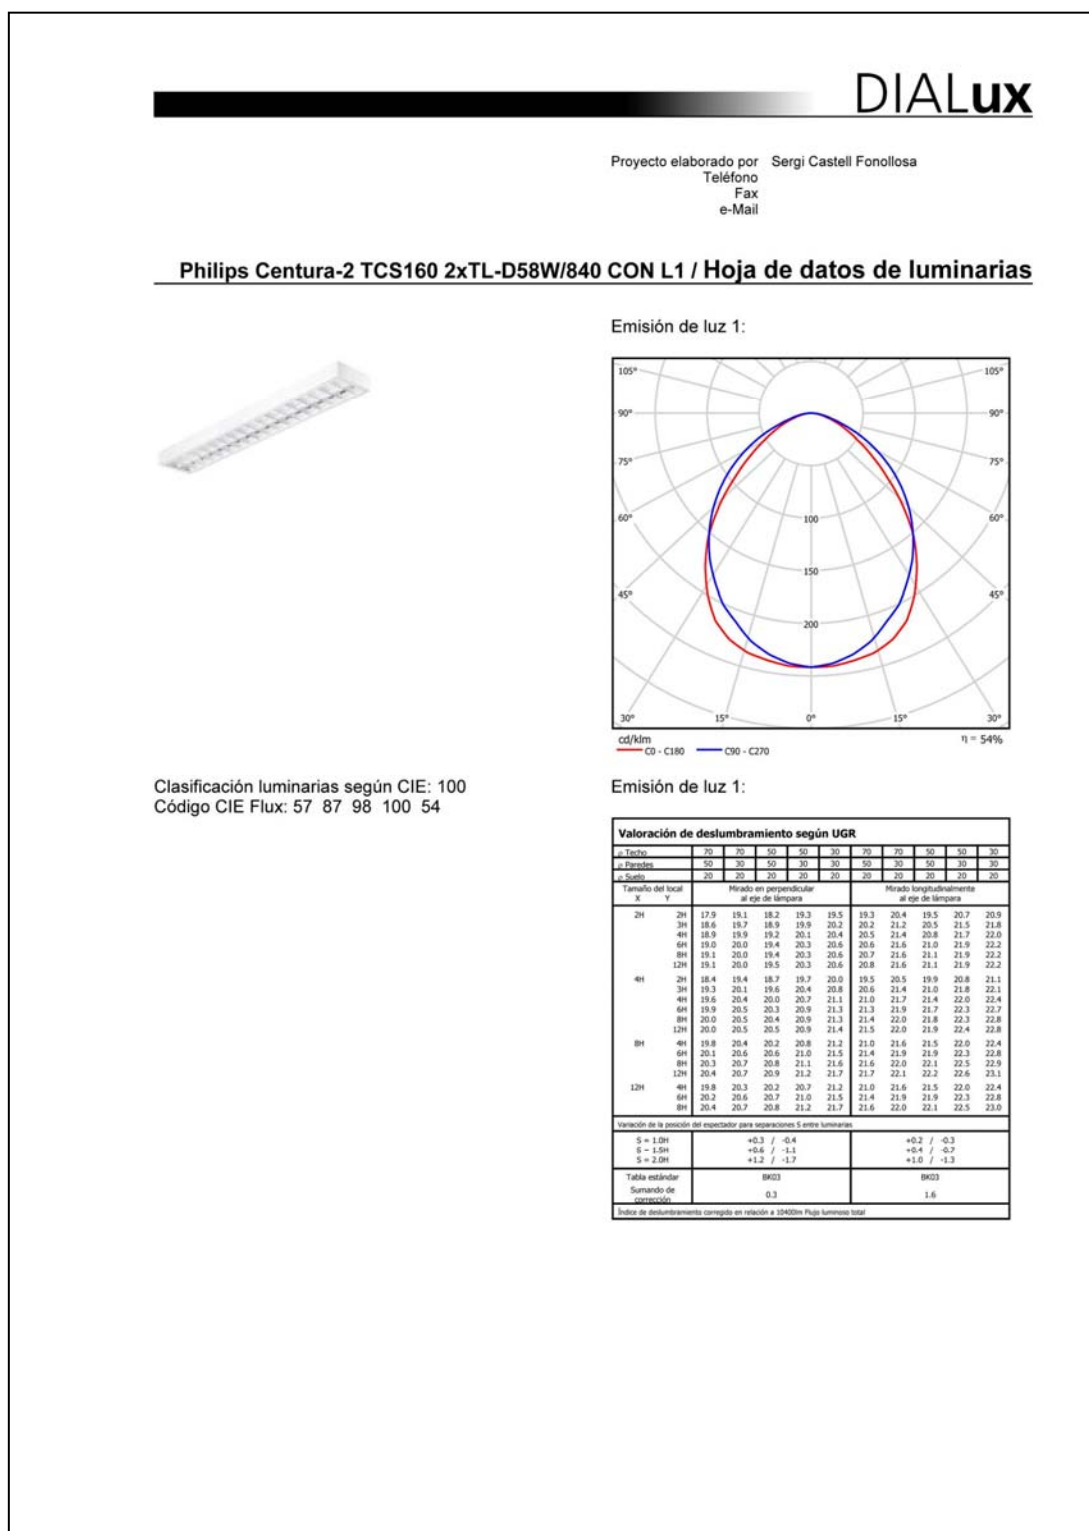 DIALux
Proyecto elaborado por Sergi Castell Fonollosa
Teléfono
Fax
e-Mail
Philips Centura-2 TCS160 2xTL-D58W/840 CON L1 / Hoja de datos de luminarias
Emisión de luz 1:
105° 105°
90° 90°
75° 75°
60° 60°
100
150
45° 45°
200
30° 15° 0° 15° 30°
cd/klm η = 54%
C0 - C180 C90 - C270
Clasificación luminarias según CIE: 100
Código CIE Flux: 57 87 98 100 54
Emisión de luz 1:
Valoración de deslumbramiento según UGR
ρ Techo 70 70 50 50 30 70 70 50 50 30
ρ Paredes 50 30 50 30 30 50 30 50 30 30
ρ Suelo 20 20 20 20 20 20 20 20 20 20
Tamaño del local Mirado en perpendicular Mirado longitudinalmente
X Y al eje de lámpara al eje de lámpara
2H 2H 17.9 19.1 18.2 19.3 19.5 19.3 20.4 19.5 20.7 20.9
3H 18.6 19.7 18.9 19.9 20.2 20.2 21.2 20.5 21.5 21.8
4H 18.9 19.9 19.2 20.1 20.4 20.5 21.4 20.8 21.7 22.0
6H 19.0 20.0 19.4 20.3 20.6 20.6 21.6 21.0 21.9 22.2
8H 19.1 20.0 19.4 20.3 20.6 20.7 21.6 21.1 21.9 22.2
12H 19.1 20.0 19.5 20.3 20.6 20.8 21.6 21.1 21.9 22.2
4H 2H 18.4 19.4 18.7 19.7 20.0 19.5 20.5 19.9 20.8 21.1
3H 19.3 20.1 19.6 20.4 20.8 20.6 21.4 21.0 21.8 22.1
4H 19.6 20.4 20.0 20.7 21.1 21.0 21.7 21.4 22.0 22.4
6H 19.9 20.5 20.3 20.9 21.3 21.3 21.9 21.7 22.3 22.7
8H 20.0 20.5 20.4 20.9 21.3 21.4 22.0 21.8 22.3 22.8
12H 20.0 20.5 20.5 20.9 21.4 21.5 22.0 21.9 22.4 22.8
8H 4H 19.8 20.4 20.2 20.8 21.2 21.0 21.6 21.5 22.0 22.4
6H 20.1 20.6 20.6 21.0 21.5 21.4 21.9 21.9 22.3 22.8
8H 20.3 20.7 20.8 21.1 21.6 21.6 22.0 22.1 22.5 22.9
12H 20.4 20.7 20.9 21.2 21.7 21.7 22.1 22.2 22.6 23.1
12H 4H 19.8 20.3 20.2 20.7 21.2 21.0 21.6 21.5 22.0 22.4
6H 20.2 20.6 20.7 21.0 21.5 21.4 21.9 21.9 22.3 22.8
8H 20.4 20.7 20.8 21.2 21.7 21.6 22.0 22.1 22.5 23.0
Variación de la posición del espectador para separaciones S entre luminarias
S = 1.0H +0.3 / -0.4 +0.2 / -0.3
S = 1.5H +0.6 / -1.1 +0.4 / -0.7
S = 2.0H +1.2 / -1.7 +1.0 / -1.3
Tabla estándar BK03 BK03
Sumando de
corrección 0.3 1.6
Índice de deslumbramiento corregido en relación a 10400lm Flujo luminoso total